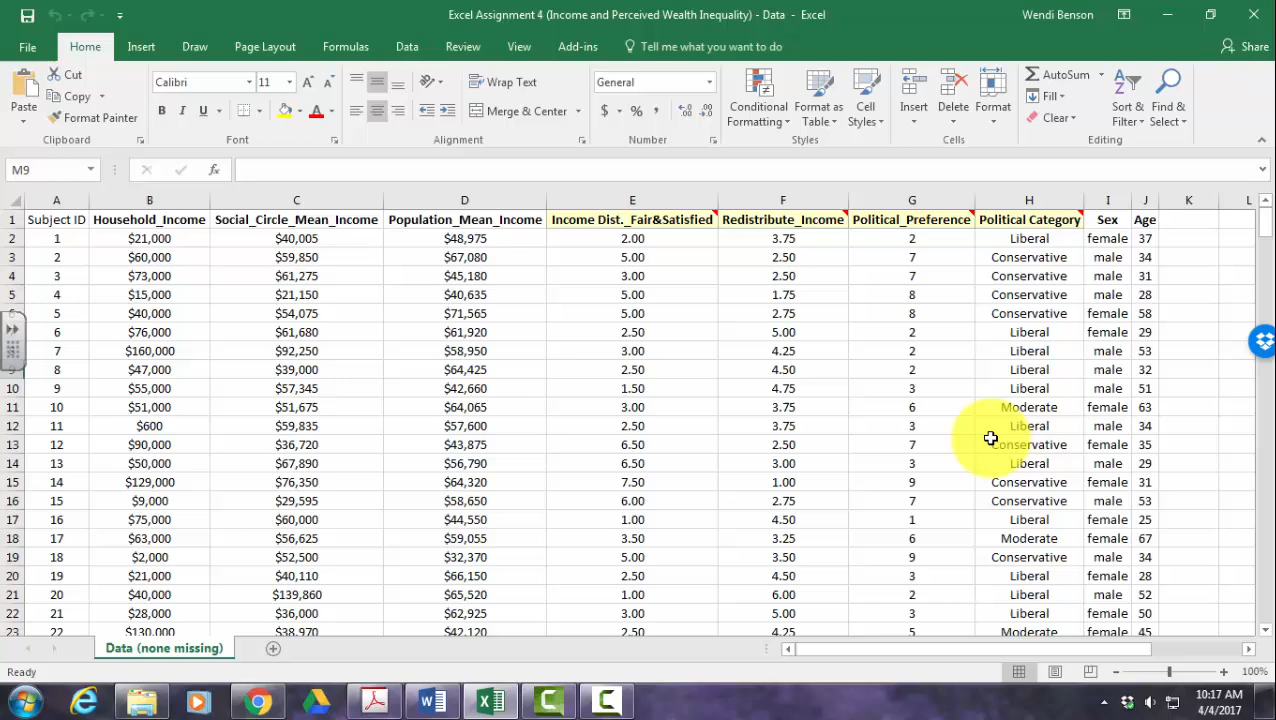 Excel Assignment 4 (Income and Perceived Wealth Inequality) - Data - Excel Wendi Benson
File Home Insert Draw Page Layout Formulas Data Review View Add-ins Tell me what you want to do Share
Cut Calibri 11 Wrap Text General AutoSum
Copy Fill
Paste Format Painter Merge & Center $ % , Conditional Formatting Format as Table Cell Styles Insert Delete Format Clear Sort & Filter Find & Select
Clipboard Font Alignment Number Styles Cells Editing
M9 fx
A B C D E F G H I J K L
1 Subject ID Household_Income Social_Circle_Mean_Income Population_Mean_Income Income Dist._Fair&Satisfied Redistribute_Income Political_Preference Political Category Sex Age
2 1 $21,000 $40,005 $48,975 2.00 3.75 2 Liberal female 37
3 2 $60,000 $59,850 $67,080 5.00 2.50 7 Conservative male 34
4 3 $73,000 $61,275 $45,180 3.00 2.50 7 Conservative male 31
5 4 $15,000 $21,150 $40,635 5.00 1.75 8 Conservative male 28
5 $40,000 $54,075 $71,565 5.00 2.75 8 Conservative female 58
6 $76,000 $61,680 $61,920 2.50 5.00 2 Liberal female 29
7 $160,000 $92,250 $58,950 3.00 4.25 2 Liberal male 53
8 $47,000 $39,000 $64,425 2.50 4.50 2 Liberal male 32
10 9 $55,000 $57,345 $42,660 1.50 4.75 3 Liberal male 51
11 10 $51,000 $51,675 $64,065 3.00 3.75 6 Moderate female 63
12 11 $600 $59,835 $57,600 2.50 3.75 3 Liberal male 34
13 12 $90,000 $36,720 $43,875 6.50 2.50 7 Conservative female 35
14 13 $50,000 $67,890 $56,790 6.50 3.00 3 Liberal male 29
15 14 $129,000 $76,350 $64,320 7.50 1.00 9 Conservative female 31
16 15 $9,000 $29,595 $58,650 6.00 2.75 7 Conservative male 53
17 16 $75,000 $60,000 $44,550 1.00 4.50 1 Liberal female 25
18 17 $63,000 $56,625 $59,055 3.50 3.25 6 Moderate female 67
19 18 $2,000 $52,500 $32,370 5.00 3.50 9 Conservative male 34
20 19 $21,000 $40,110 $66,150 2.50 4.50 3 Liberal female 28
21 20 $40,000 $139,860 $65,520 1.00 6.00 2 Liberal male 52
22 21 $28,000 $36,000 $62,925 3.00 5.00 3 Liberal female 50
23 22 $130,000 $38,970 $42,120 2.50 4.25 5 Moderate female 45
Data (none missing)
Ready 100%
10:17 AM
4/4/2017